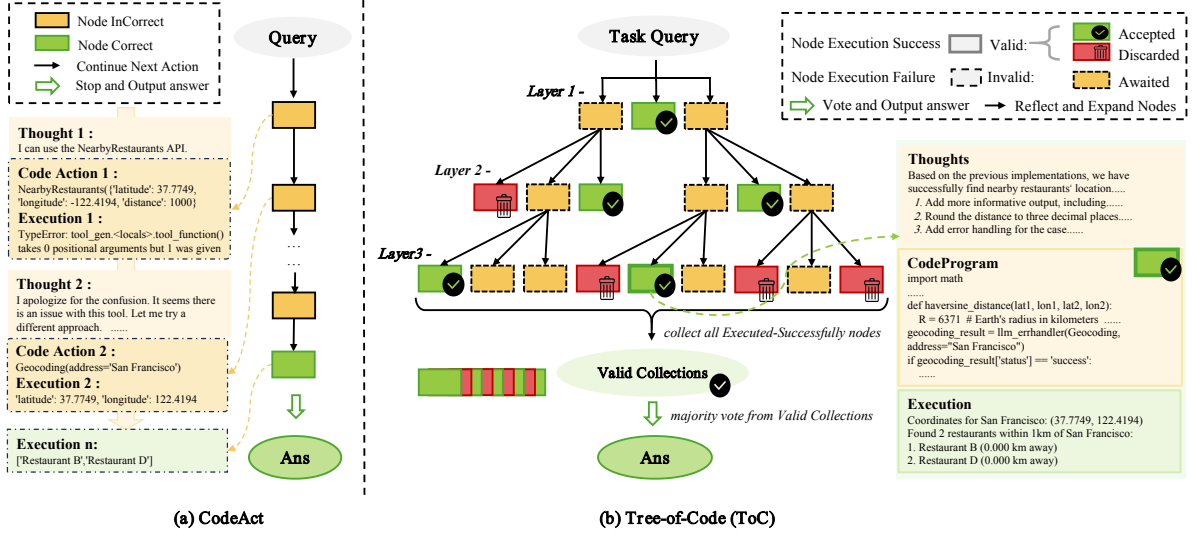 Node InCorrect
Node Correct
Continue Next Action
Stop and Output answer
Query
Thought 1 :
I can use the NearbyRestaurants API.
Code Action 1 :
NearbyRestaurants({'latitude': 37.7749,
'longitude': -122.4194, 'distance': 1000}
Execution 1 :
TypeError: tool_gen.<locals>.tool_function()
takes 0 positional arguments but 1 was given
Thought 2 :
I apologize for the confusion. It seems there
is an issue with this tool. Let me try a
different approach. ......
Code Action 2 :
Geocoding(address='San Francisco')
Execution 2 :
'latitude': 37.7749, 'longitude': 122.4194
Execution n:
['Restaurant B','Restaurant D']
...
...
Ans
(a) CodeAct
Task Query
Layer 1 -
Layer 2 -
Layer3 -
collect all Executed-Successfully nodes
Valid Collections
majority vote from Valid Collections
Ans
(b) Tree-of-Code (ToC)
Node Execution Success
Valid:
Accepted
Discarded
Node Execution Failure
Invalid:
Awaited
Vote and Output answer
Reflect and Expand Nodes
Thoughts
Based on the previous implementations, we have
successfully find nearby restaurants' location.....
1. Add more informative output, including......
2. Round the distance to three decimal places.....
3. Add error handling for the case......
CodeProgram
import math
......
def haversine_distance(lat1, lon1, lat2, lon2):
R = 6371 # Earth's radius in kilometers ......
geocoding_result = llm_errhandler(Geocoding,
address="San Francisco")
if geocoding_result['status'] == 'success':
......
Execution
Coordinates for San Francisco: (37.7749, 122.4194)
Found 2 restaurants within 1km of San Francisco:
1. Restaurant B (0.000 km away)
2. Restaurant D (0.000 km away)